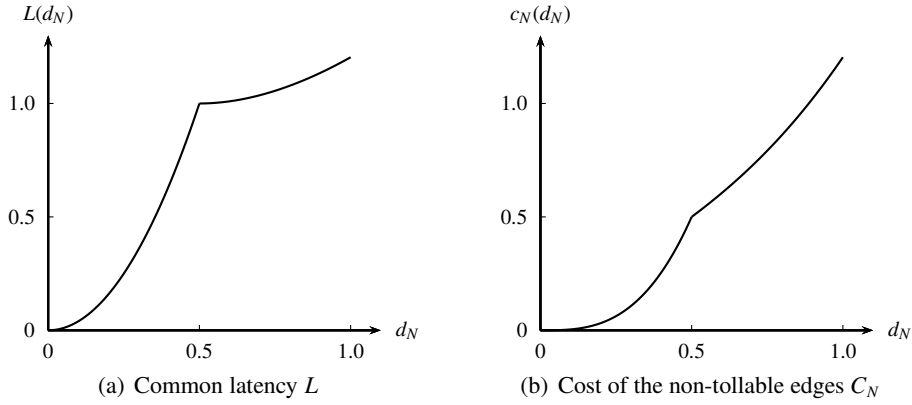 L(d_N)
1.0
0.5
0
0
0.5
1.0
d_N
(a) Common latency L
c_N(d_N)
1.0
0.5
0
0
0.5
1.0
d_N
(b) Cost of the non-tollable edges C_N